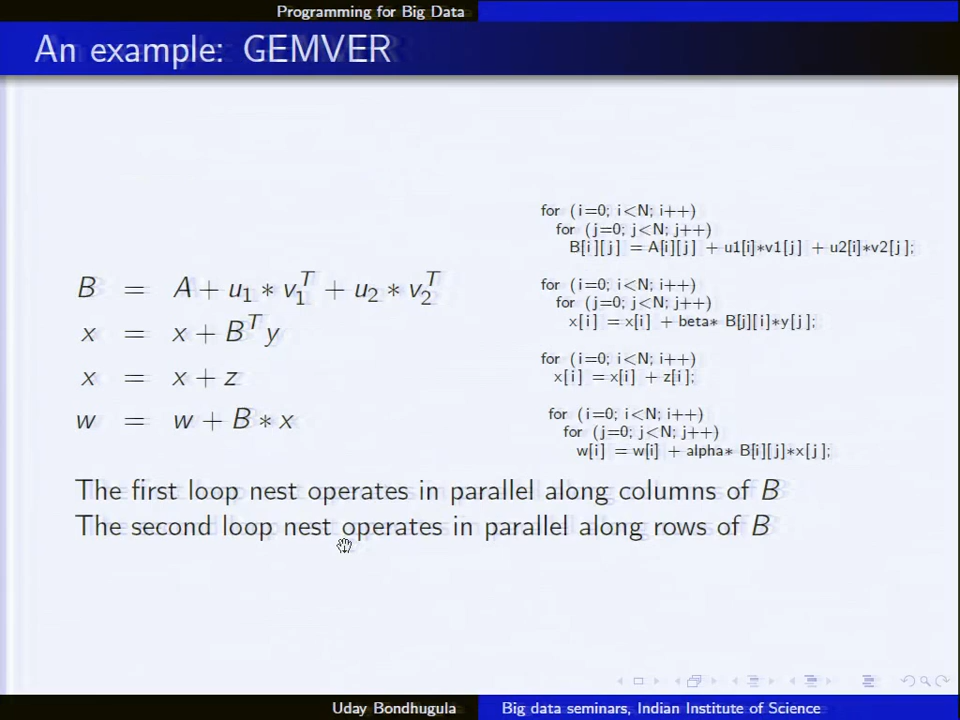 Programming for Big Data
An example: GEMVER
B = A + u₁ ∗ v₁ᵀ + u₂ ∗ v₂ᵀ
x = x + Bᵀy
x = x + z
w = w + B ∗ x
for (i=0; i<N; i++)
for (j=0; j<N; j++)
B[i][j] = A[i][j] + u1[i]*v1[j] + u2[i]*v2[j];
for (i=0; i<N; i++)
for (j=0; j<N; j++)
x[i] = x[i] + beta* B[j][i]*y[j];
for (i=0; i<N; i++)
x[i] = x[i] + z[i];
for (i=0; i<N; i++)
for (j=0; j<N; j++)
w[i] = w[i] + alpha* B[i][j]*x[j];
The first loop nest operates in parallel along columns of B
The second loop nest operates in parallel along rows of B
Uday Bondhugula
Big data seminars, Indian Institute of Science